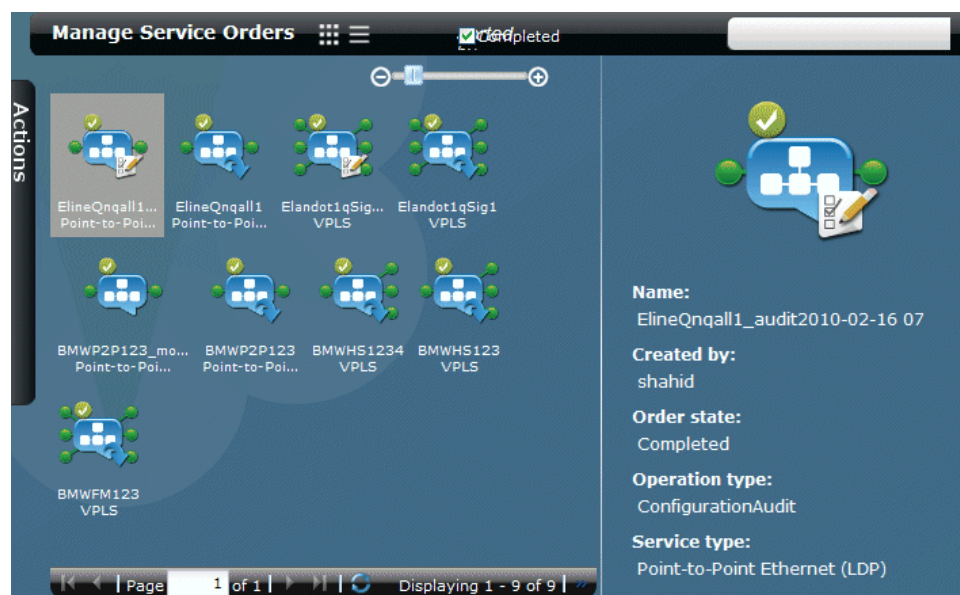 Manage Service Orders
Completed
Actions
ElineQnqall1...
Point-to-Poi...
ElineQnqall1
Point-to-Poi...
Elandot1qSig...
VPLS
Elandot1qSig1
VPLS
BMWP2P123_mo...
Point-to-Poi...
BMWP2P123
Point-to-Poi...
BMWHS1234
VPLS
BMWHS123
VPLS
BMWFM123
VPLS
Name:
ElineQnqall1_audit2010-02-16 07
Created by:
shahid
Order state:
Completed
Operation type:
ConfigurationAudit
Service type:
Point-to-Point Ethernet (LDP)
Page 1 of 1 Displaying 1 - 9 of 9